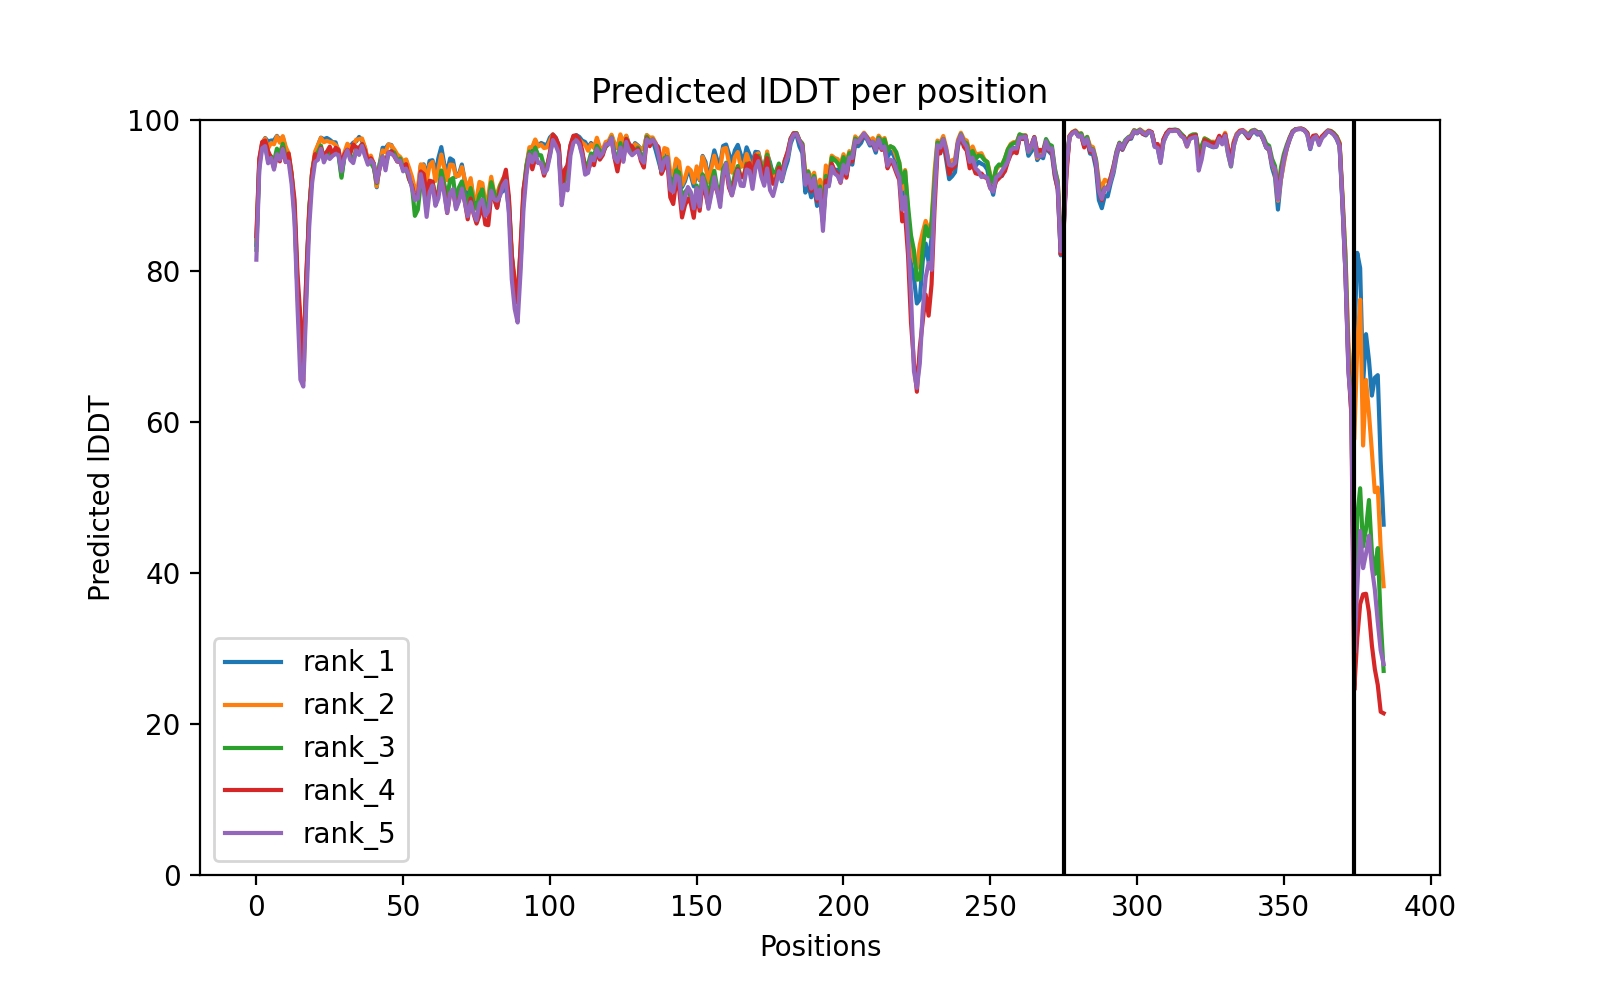 Predicted lDDT per position
100
80
60
40
20
0
Predicted lDDT
rank_1
rank_2
rank_3
rank_4
rank_5
0 50 100 150 200 250 300 350 400
Positions